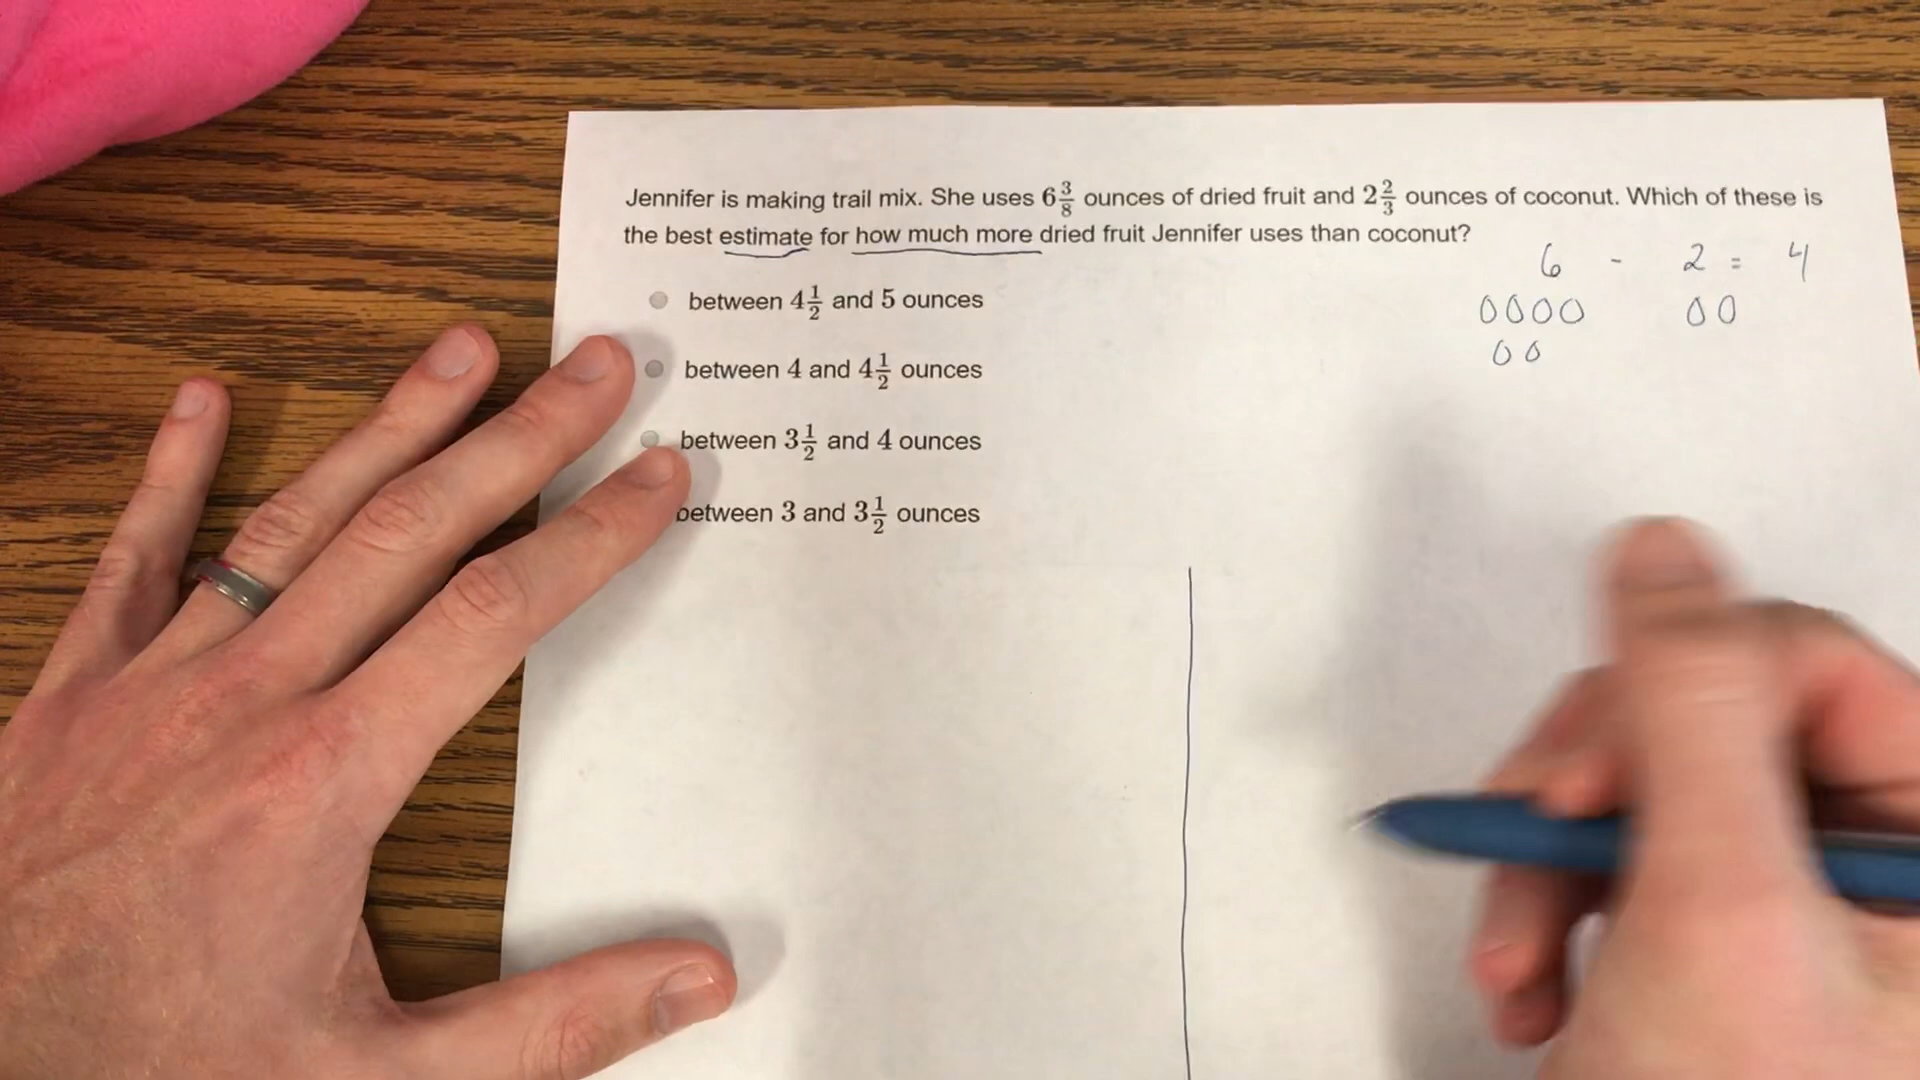 Jennifer is making trail mix. She uses 6 3/8 ounces of dried fruit and 2 2/3 ounces of coconut. Which of these is
the best estimate for how much more dried fruit Jennifer uses than coconut?
6 - 2 = 4
between 4 1/2 and 5 ounces
between 4 and 4 1/2 ounces
between 3 1/2 and 4 ounces
between 3 and 3 1/2 ounces